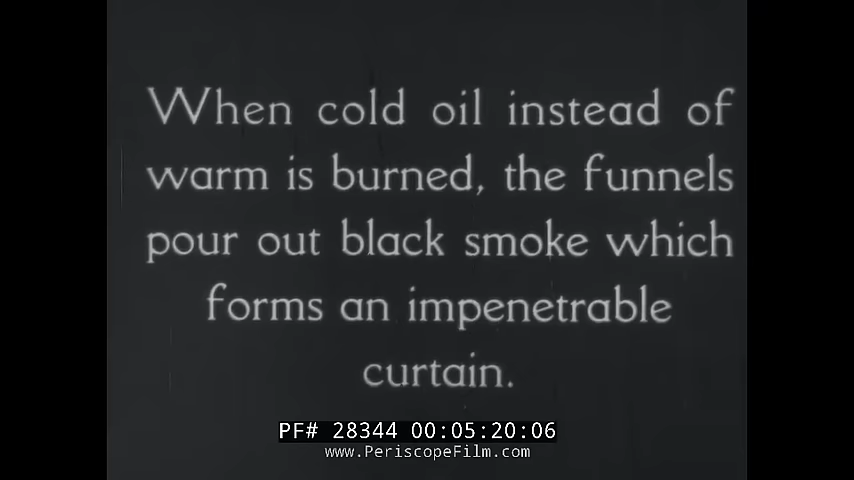 When cold oil instead of
warm is burned, the funnels
pour out black smoke which
forms an impenetrable
curtain.
PF# 28344 00:05:20:06
www.PeriscopeFilm.com